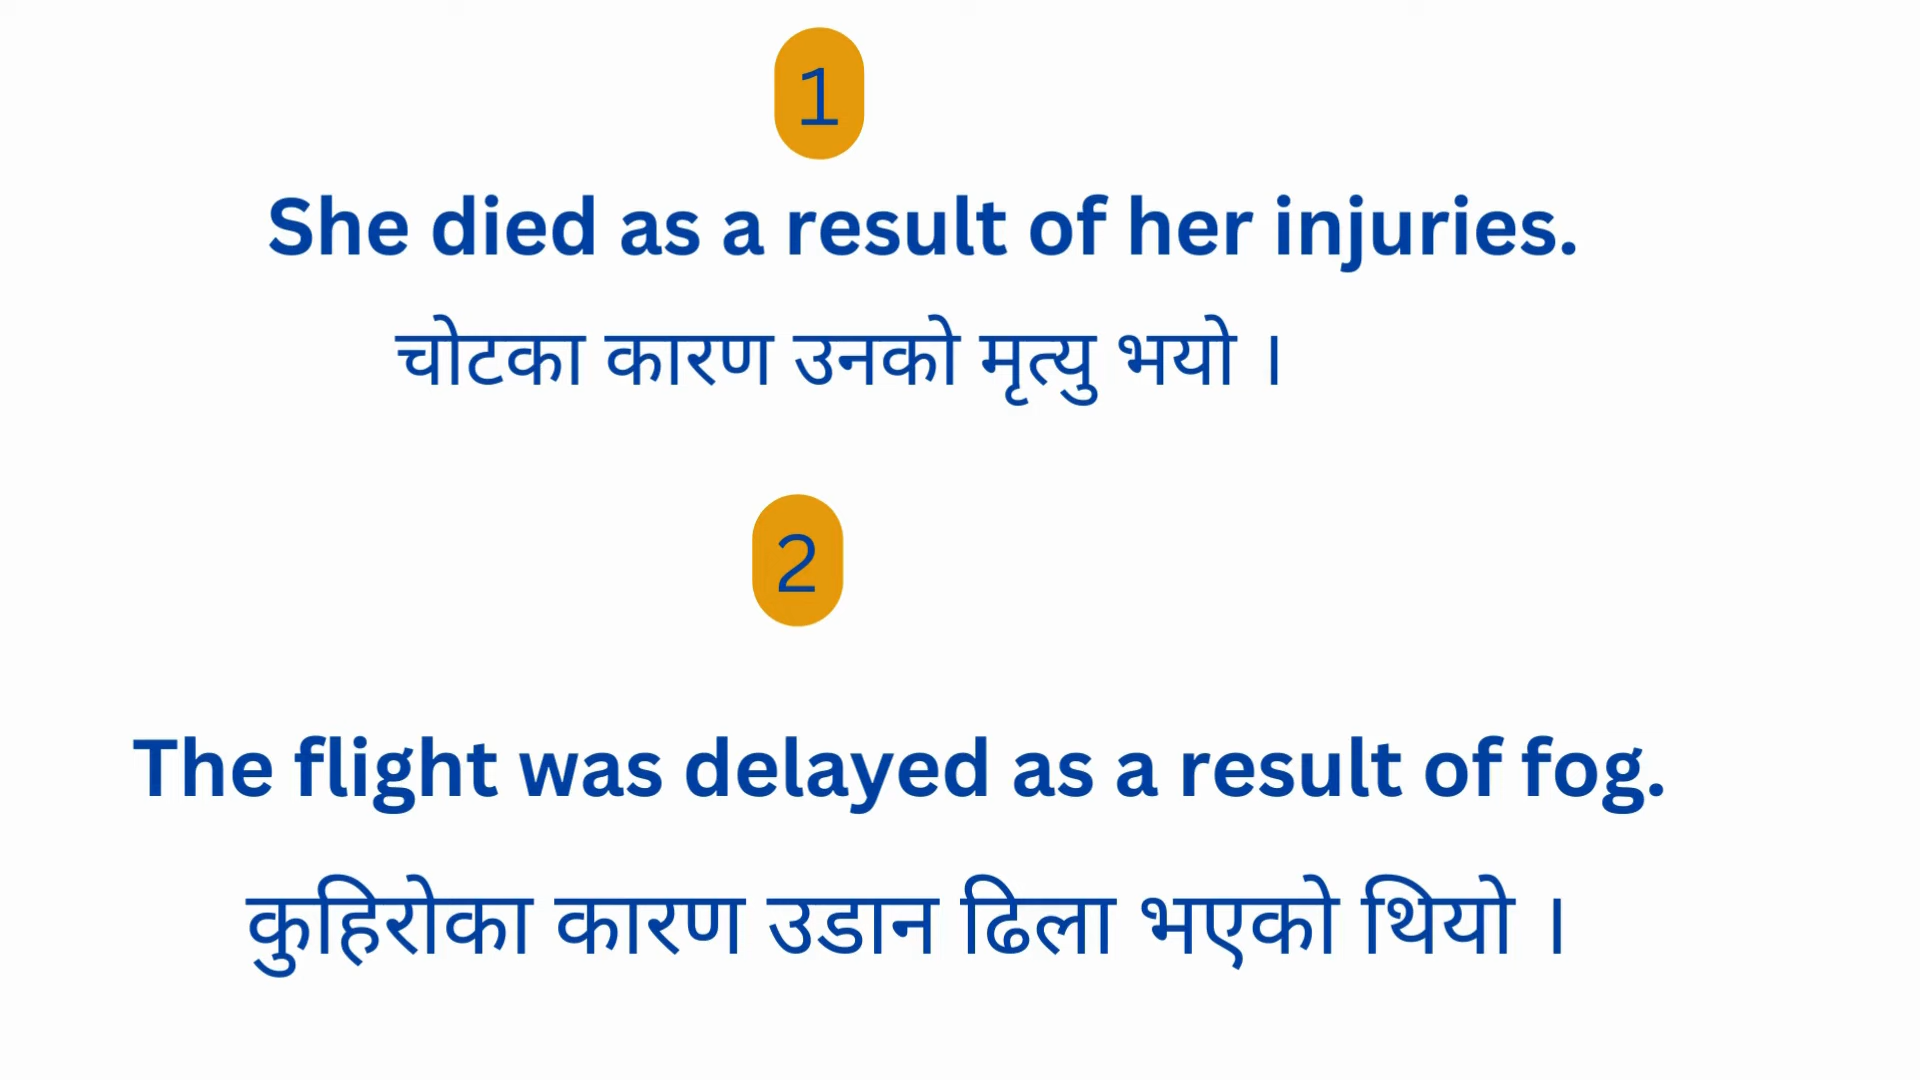 1
She died as a result of her injuries.
चोटका कारण उनको मृत्यु भयो ।
2
The flight was delayed as a result of fog.
कुहिरोका कारण उडान ढिला भएको थियो ।